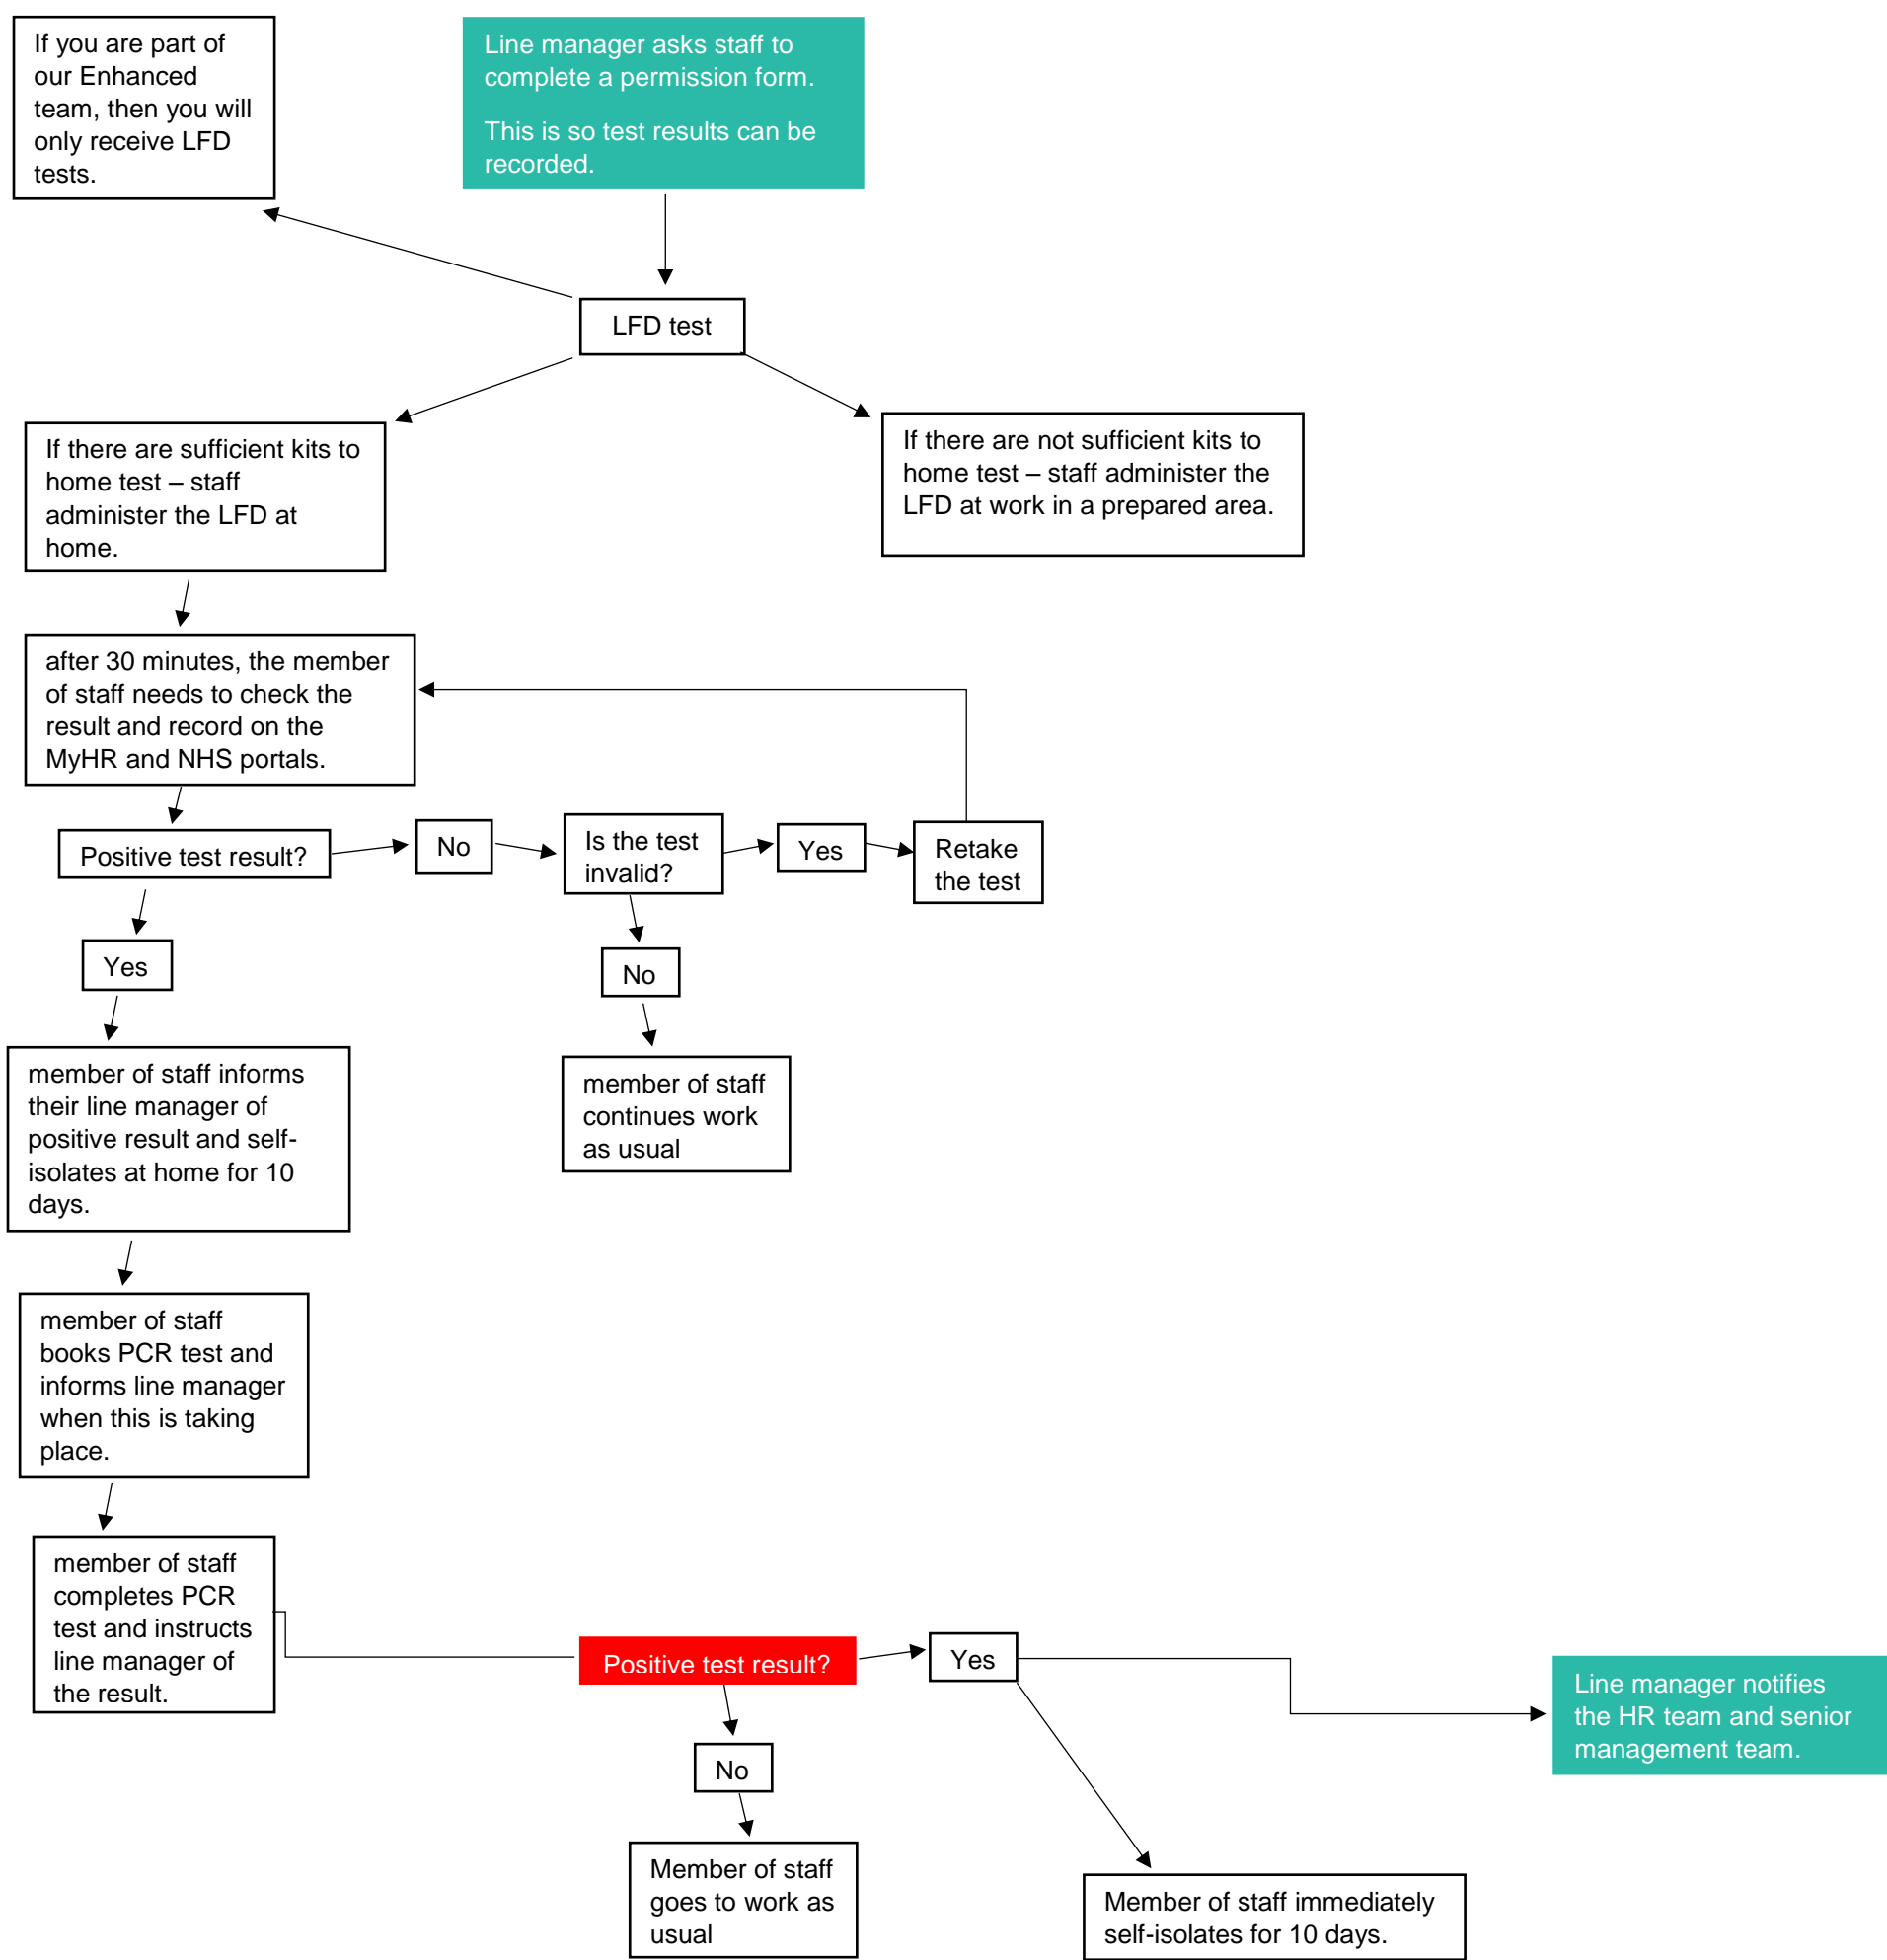 If you are part of
our Enhanced
team, then you will
only receive LFD
tests.
Line manager asks staff to
complete a permission form.
This is so test results can be
recorded.
LFD test
If there are sufficient kits to
home test – staff
administer the LFD at
home.
If there are not sufficient kits to
home test – staff administer the
LFD at work in a prepared area.
after 30 minutes, the member
of staff needs to check the
result and record on the
MyHR and NHS portals.
Positive test result?
No
Is the test
invalid?
Yes
Retake
the test
Yes
No
member of staff informs
their line manager of
positive result and self-
isolates at home for 10
days.
member of staff
continues work
as usual
member of staff
books PCR test and
informs line manager
when this is taking
place.
member of staff
completes PCR
test and instructs
line manager of
the result.
Positive test result?
Yes
Line manager notifies
the HR team and senior
management team.
No
Member of staff
goes to work as
usual
Member of staff immediately
self-isolates for 10 days.